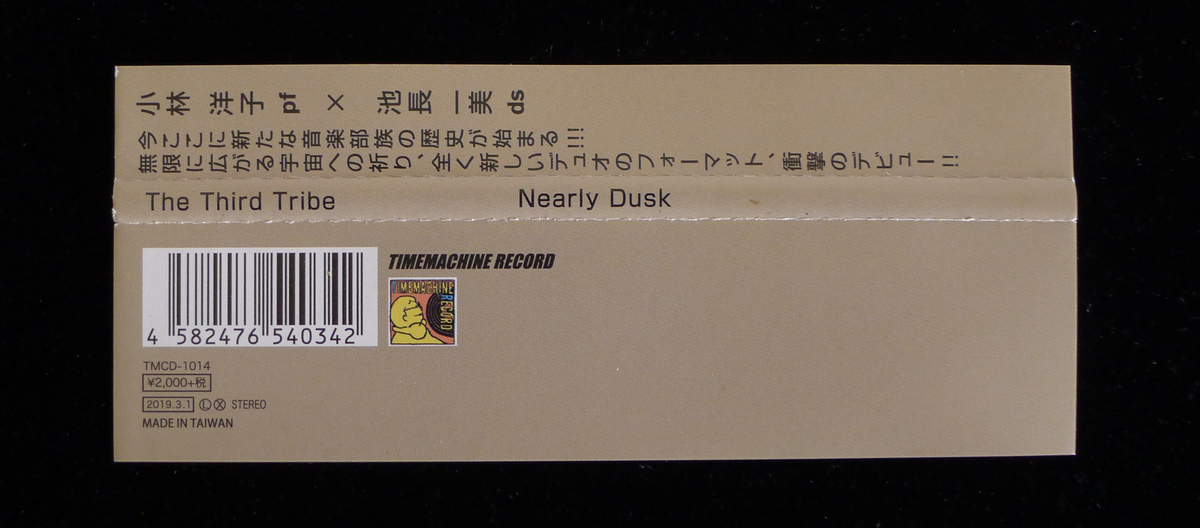 小林 洋子 pf × 池長 一美 ds
今ここに新たな音楽部族の歴史が始まる!!!
無限に広がる宇宙への祈り、全く新しいデュオのフォーマット、衝撃のデビュー!!
The Third Tribe Nearly Dusk
TIMEMACHINE RECORD
TIMEMACHINE
RECORD
4 582476 540342
TMCD-1014
¥2,000+税
2019.3.1 Ⓛ Ⓧ STEREO
MADE IN TAIWAN